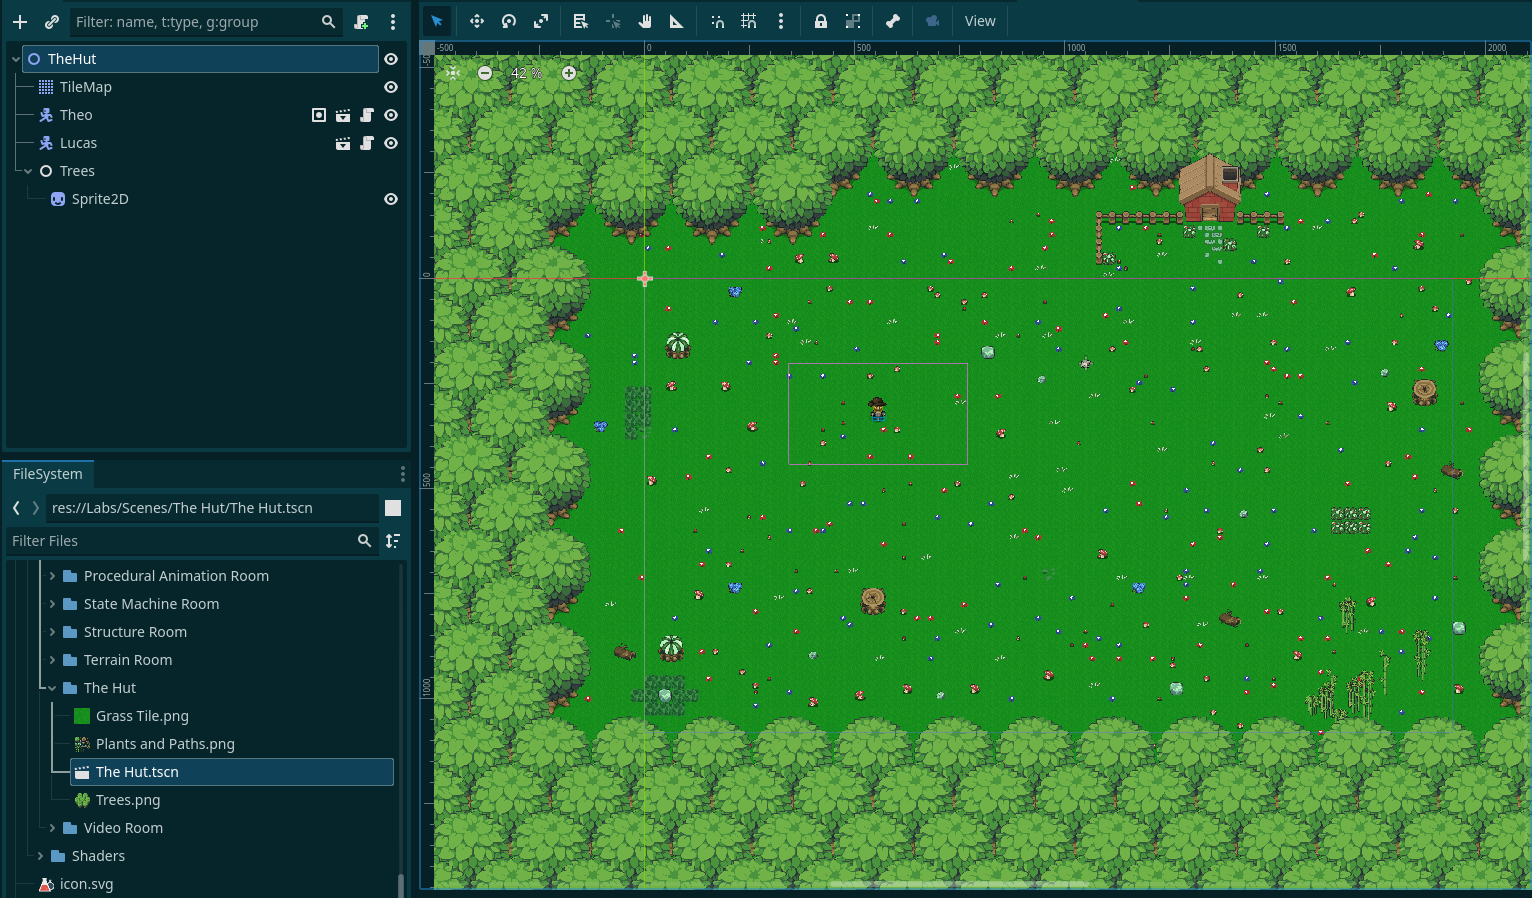 Filter: name, t:type, g:group
View
TheHut
TileMap
Theo
Lucas
Trees
Sprite2D
-500
0
500
1000
1500
2000
42 %
0
500
1000
FileSystem
res://Labs/Scenes/The Hut/The Hut.tscn
Filter Files
Procedural Animation Room
State Machine Room
Structure Room
Terrain Room
The Hut
Grass Tile.png
Plants and Paths.png
The Hut.tscn
Trees.png
Video Room
Shaders
icon.svg